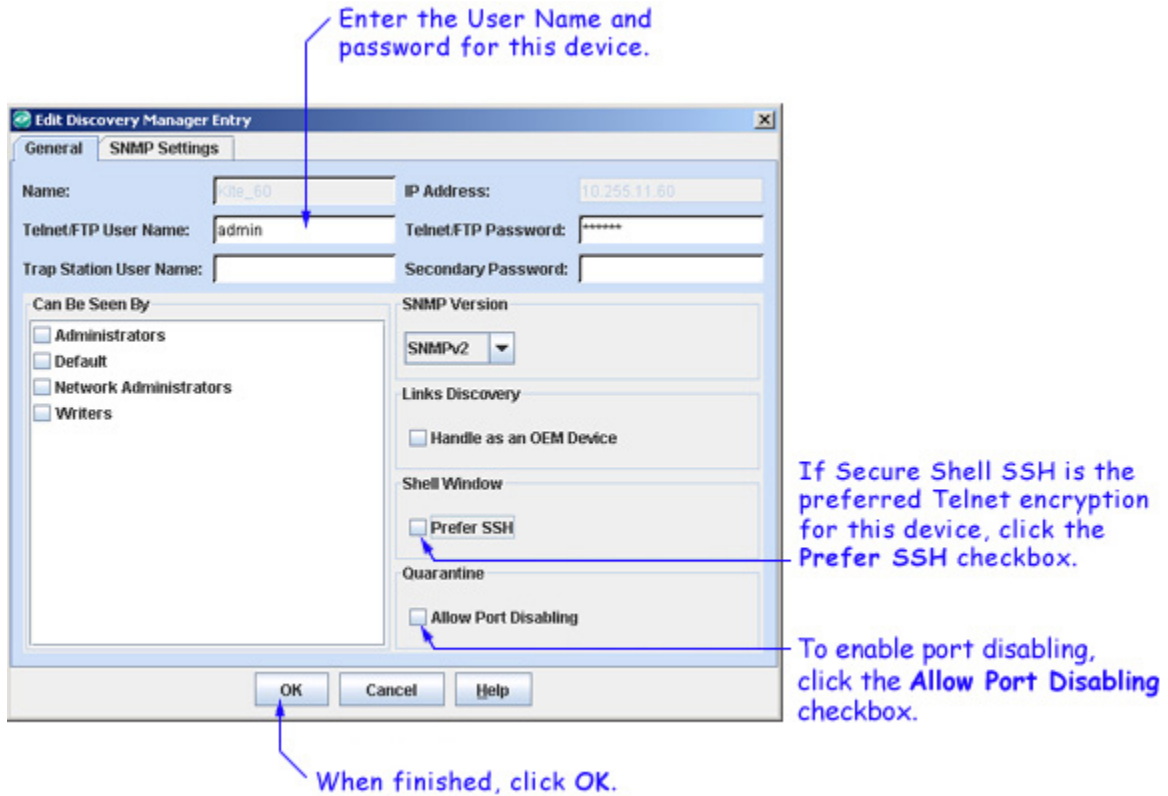 Enter the User Name and
password for this device.
Edit Discovery Manager Entry
General SNMP Settings
Name: Kite_60 IP Address: 10.255.11.60
Telnet/FTP User Name: admin Telnet/FTP Password: ******
Trap Station User Name: Secondary Password:
Can Be Seen By
Administrators
Default
Network Administrators
Writers
SNMP Version
SNMPv2
Links Discovery
Handle as an OEM Device
Shell Window
Prefer SSH
Quarantine
Allow Port Disabling
If Secure Shell SSH is the
preferred Telnet encryption
for this device, click the
Prefer SSH checkbox.
To enable port disabling,
click the Allow Port Disabling
checkbox.
OK Cancel Help
When finished, click OK.